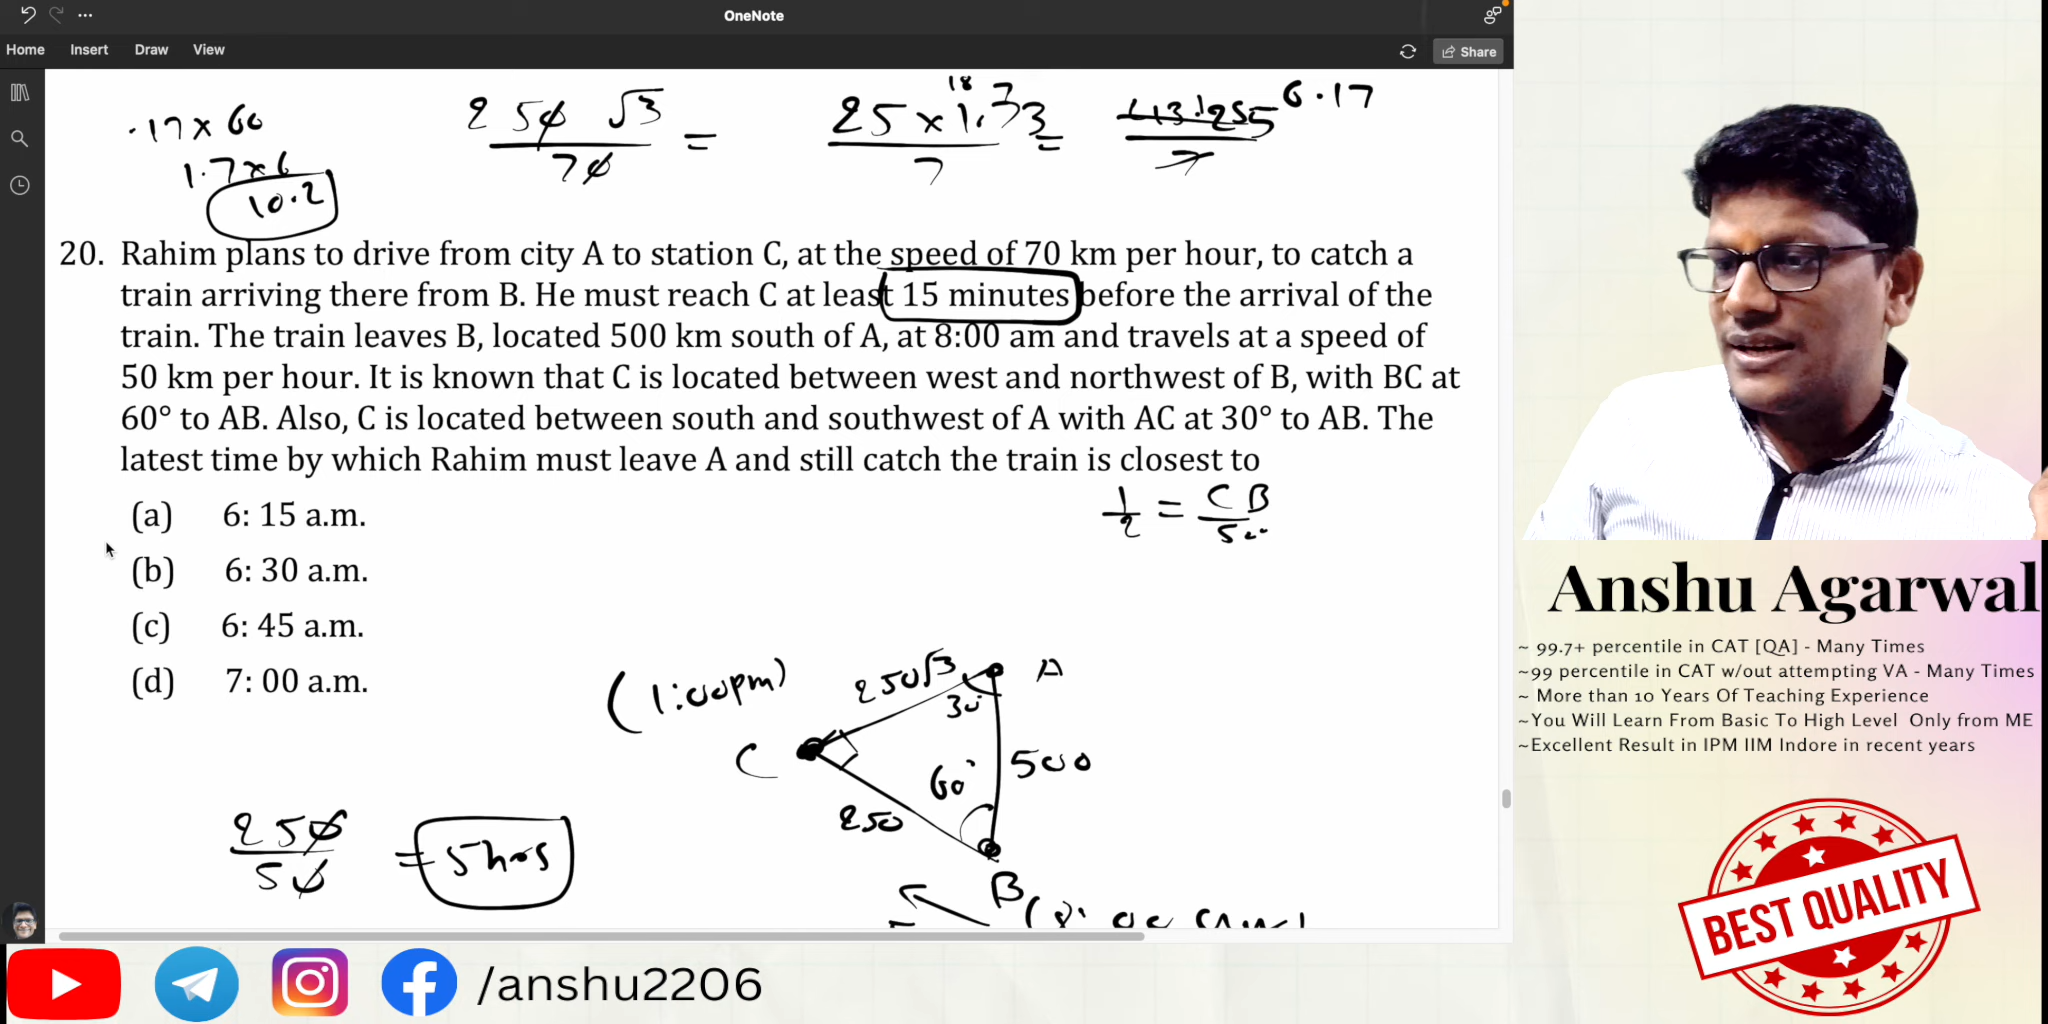 OneNote
Home Insert Draw View
Share
.17 x 60
1.7 x 6
10.2
250 √3 / 70 =
25 x 1.73 / 7 =
18
6.17
20. Rahim plans to drive from city A to station C, at the speed of 70 km per hour, to catch a
train arriving there from B. He must reach C at least 15 minutes before the arrival of the
train. The train leaves B, located 500 km south of A, at 8:00 am and travels at a speed of
50 km per hour. It is known that C is located between west and northwest of B, with BC at
60° to AB. Also, C is located between south and southwest of A with AC at 30° to AB. The
latest time by which Rahim must leave A and still catch the train is closest to
1/2 = CB/500
(a) 6: 15 a.m.
(b) 6: 30 a.m.
(c) 6: 45 a.m.
(d) 7: 00 a.m.
(1:00pm)
250√3
A
30°
C
60°
500
250
B
250 / 50 = 5 hrs
Anshu Agarwal
~ 99.7+ percentile in CAT [QA] - Many Times
~99 percentile in CAT w/out attempting VA - Many Times
~ More than 10 Years Of Teaching Experience
~You Will Learn From Basic To High Level Only from ME
~Excellent Result in IPM IIM Indore in recent years
BEST QUALITY
/anshu2206